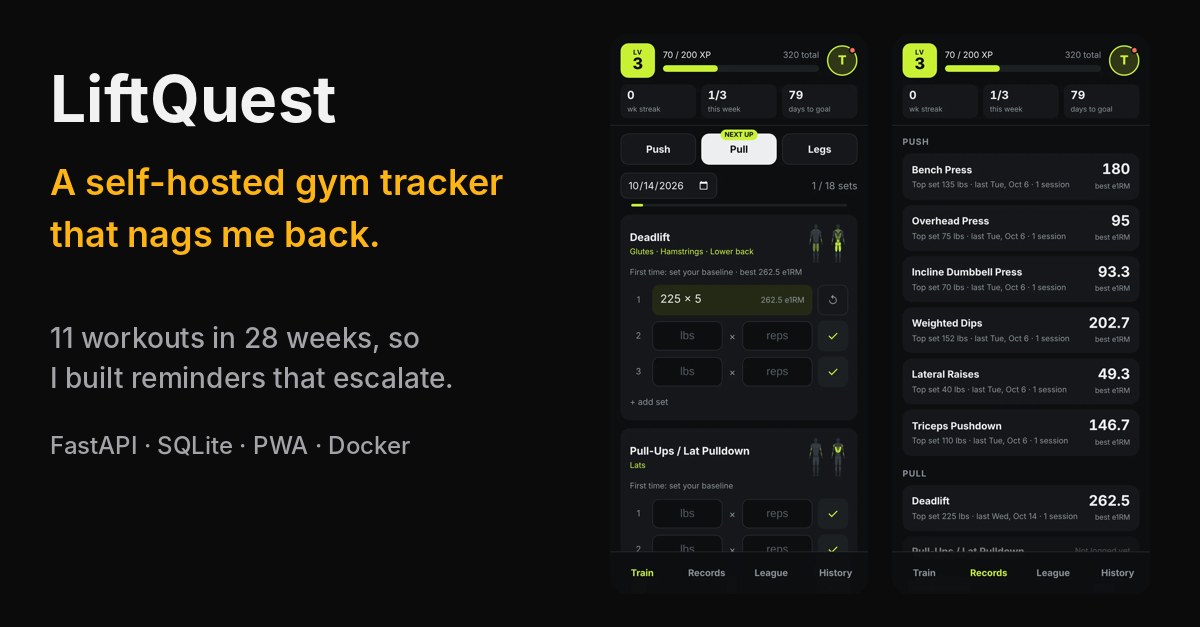 LiftQuest
A self-hosted gym tracker
that nags me back.
11 workouts in 28 weeks, so
I built reminders that escalate.
FastAPI · SQLite · PWA · Docker
LV
3
70 / 200 XP
320 total
T
0
wk streak
1/3
this week
79
days to goal
NEXT UP
Push
Pull
Legs
10/14/2026
1 / 18 sets
Deadlift
Glutes · Hamstrings · Lower back
First time: set your baseline · best 262.5 e1RM
1
225 × 5
262.5 e1RM
2
lbs
×
reps
3
lbs
×
reps
+ add set
Pull-Ups / Lat Pulldown
Lats
First time: set your baseline
1
lbs
×
reps
2
lbs
×
reps
Train
Records
League
History
LV
3
70 / 200 XP
320 total
T
0
wk streak
1/3
this week
79
days to goal
PUSH
Bench Press
180
Top set 135 lbs · last Tue, Oct 6 · 1 session
best e1RM
Overhead Press
95
Top set 75 lbs · last Tue, Oct 6 · 1 session
best e1RM
Incline Dumbbell Press
93.3
Top set 70 lbs · last Tue, Oct 6 · 1 session
best e1RM
Weighted Dips
202.7
Top set 152 lbs · last Tue, Oct 6 · 1 session
best e1RM
Lateral Raises
49.3
Top set 40 lbs · last Tue, Oct 6 · 1 session
best e1RM
Triceps Pushdown
146.7
Top set 110 lbs · last Tue, Oct 6 · 1 session
best e1RM
PULL
Deadlift
262.5
Top set 225 lbs · last Wed, Oct 14 · 1 session
best e1RM
Pull-Ups / Lat Pulldown
Not logged yet
Train
Records
League
History